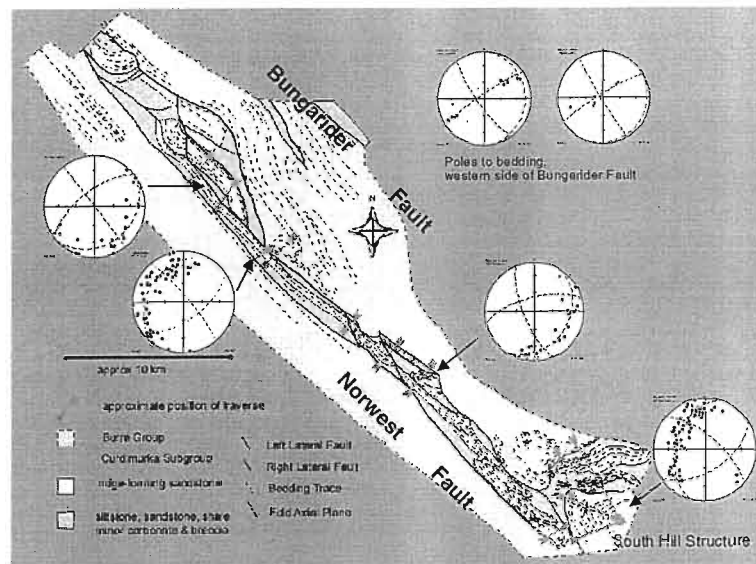 Bungarider
Fault
Poles to bedding,
western side of Bungarider Fault
N
approx 10 km
approximate position of traverse
Burra Group
Curdimurka Subgroup
ridge-forming sandstone
siltstone, sandstone, shale
minor carbonate & breccia
Left Lateral Fault
Right Lateral Fault
Bedding Trace
Fold Axial Plane
Norwest
Fault
South Hill Structure